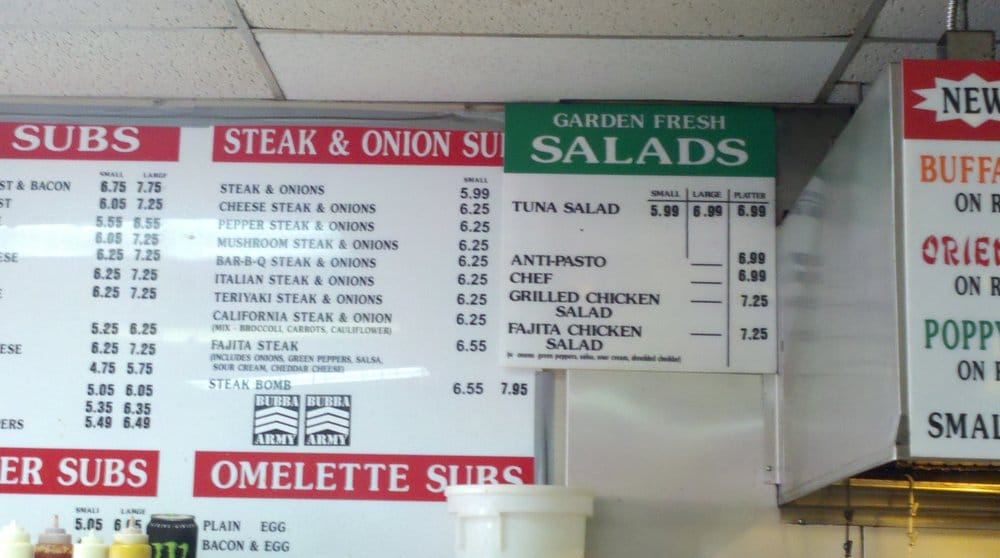 SUBS
SMALL LARGE
ST & BACON 6.75 7.75
ST 6.05 7.25
5.55 6.55
6.05 7.25
ESE 6.25 7.25
6.25 7.25
6.25 7.25
5.25 6.25
ESE 6.25 7.25
4.75 5.75
5.05 6.05
5.35 6.35
ERS 5.49 6.49
ER SUBS
SMALL LARGE
5.05
STEAK & ONION SU
SMALL
STEAK & ONIONS 5.99
CHEESE STEAK & ONIONS 6.25
PEPPER STEAK & ONIONS 6.25
MUSHROOM STEAK & ONIONS 6.25
BAR-B-Q STEAK & ONIONS 6.25
ITALIAN STEAK & ONIONS 6.25
TERIYAKI STEAK & ONIONS 6.25
CALIFORNIA STEAK & ONION 6.25
(MIX - BROCCOLI, CARROTS, CAULIFLOWER)
FAJITA STEAK 6.55
(INCLUDES ONIONS, GREEN PEPPERS, SALSA,
SOUR CREAM, CHEDDAR CHEESE)
STEAK BOMB 6.55 7.95
BUBBA BUBBA
ARMY ARMY
OMELETTE SUBS
PLAIN EGG
BACON & EGG
GARDEN FRESH
SALADS
SMALL LARGE PLATTER
TUNA SALAD 5.99 6.99 6.99
ANTI-PASTO — 6.99
CHEF — 6.99
GRILLED CHICKEN — 7.25
SALAD
FAJITA CHICKEN — 7.25
SALAD
onions, green peppers, salsa, sour cream, shredded cheddar)
NEW
BUFFA
ON R
ORIEN
ON R
POPPY
ON
SMAL